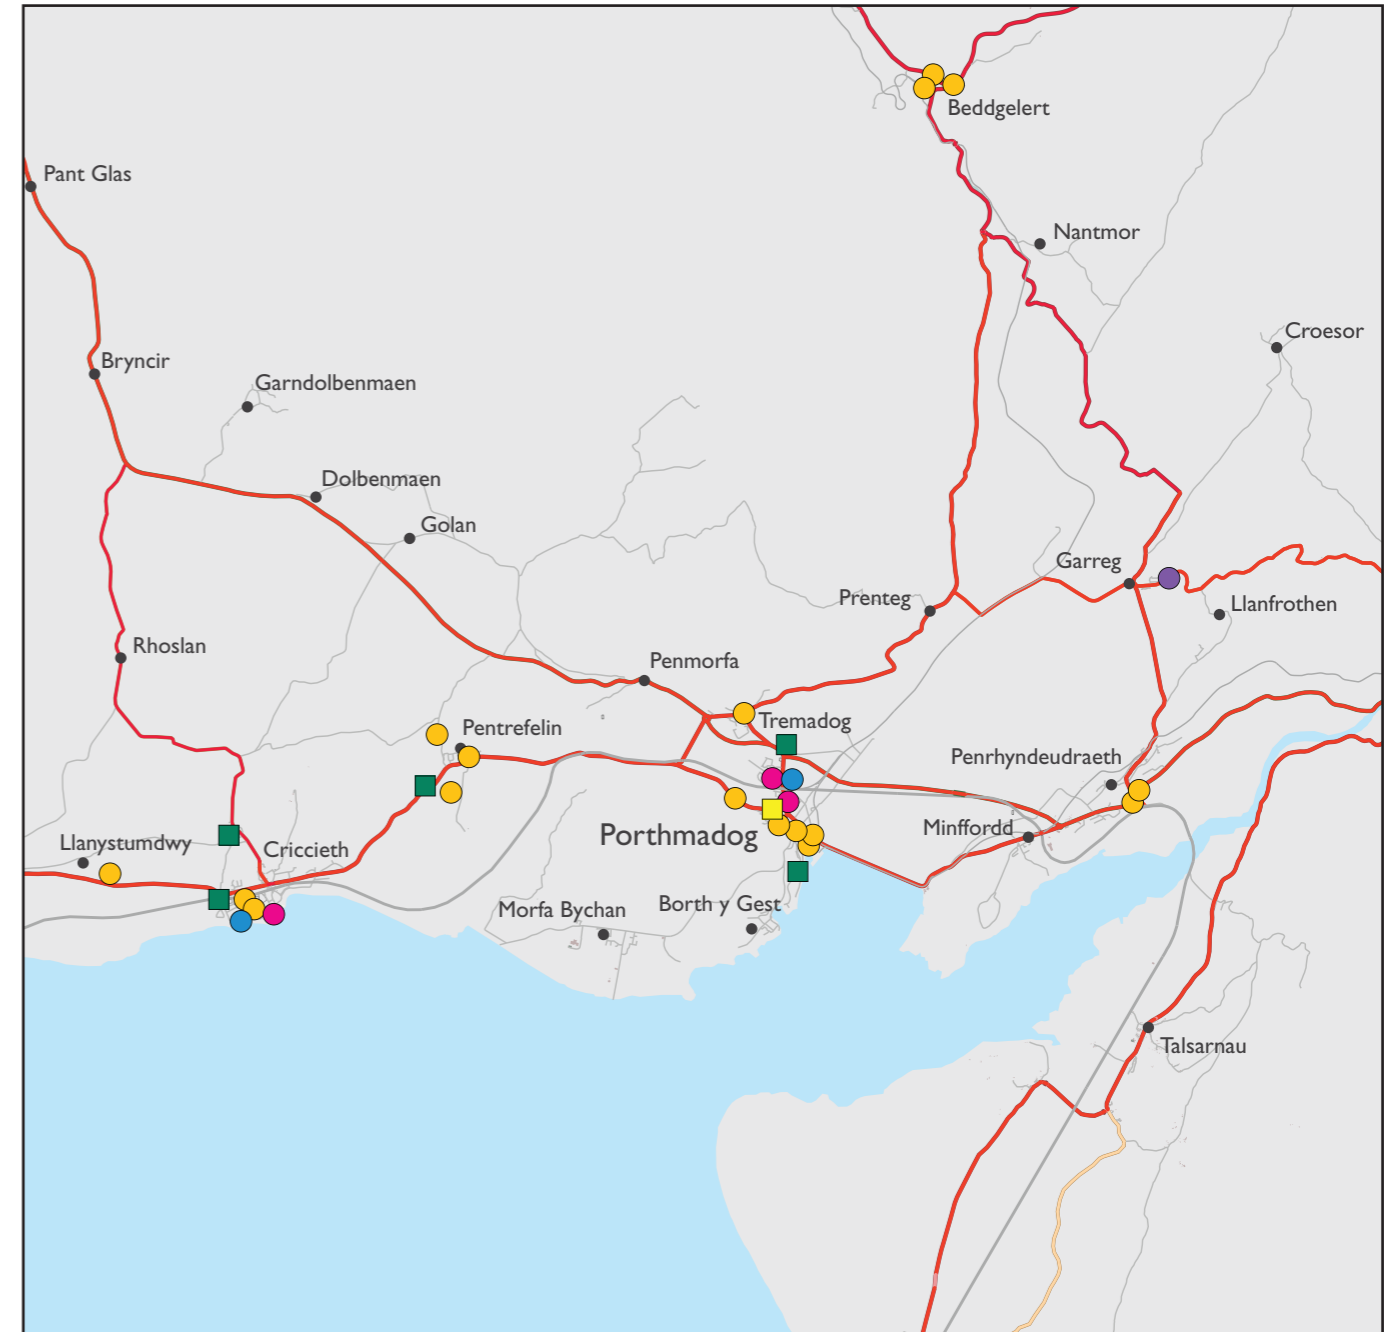 Beddgelert
Pant Glas
Nantmor
Croesor
Bryncir
Garndolbenmaen
Dolbenmaen
Golan
Garreg
Prenteg
Llanfrothen
Rhoslan
Penmorfa
Tremadog
Pentrefelin
Penrhyndeudraeth
Minffordd
Porthmadog
Llanystumdwy
Criccieth
Borth y Gest
Morfa Bychan
Talsarnau